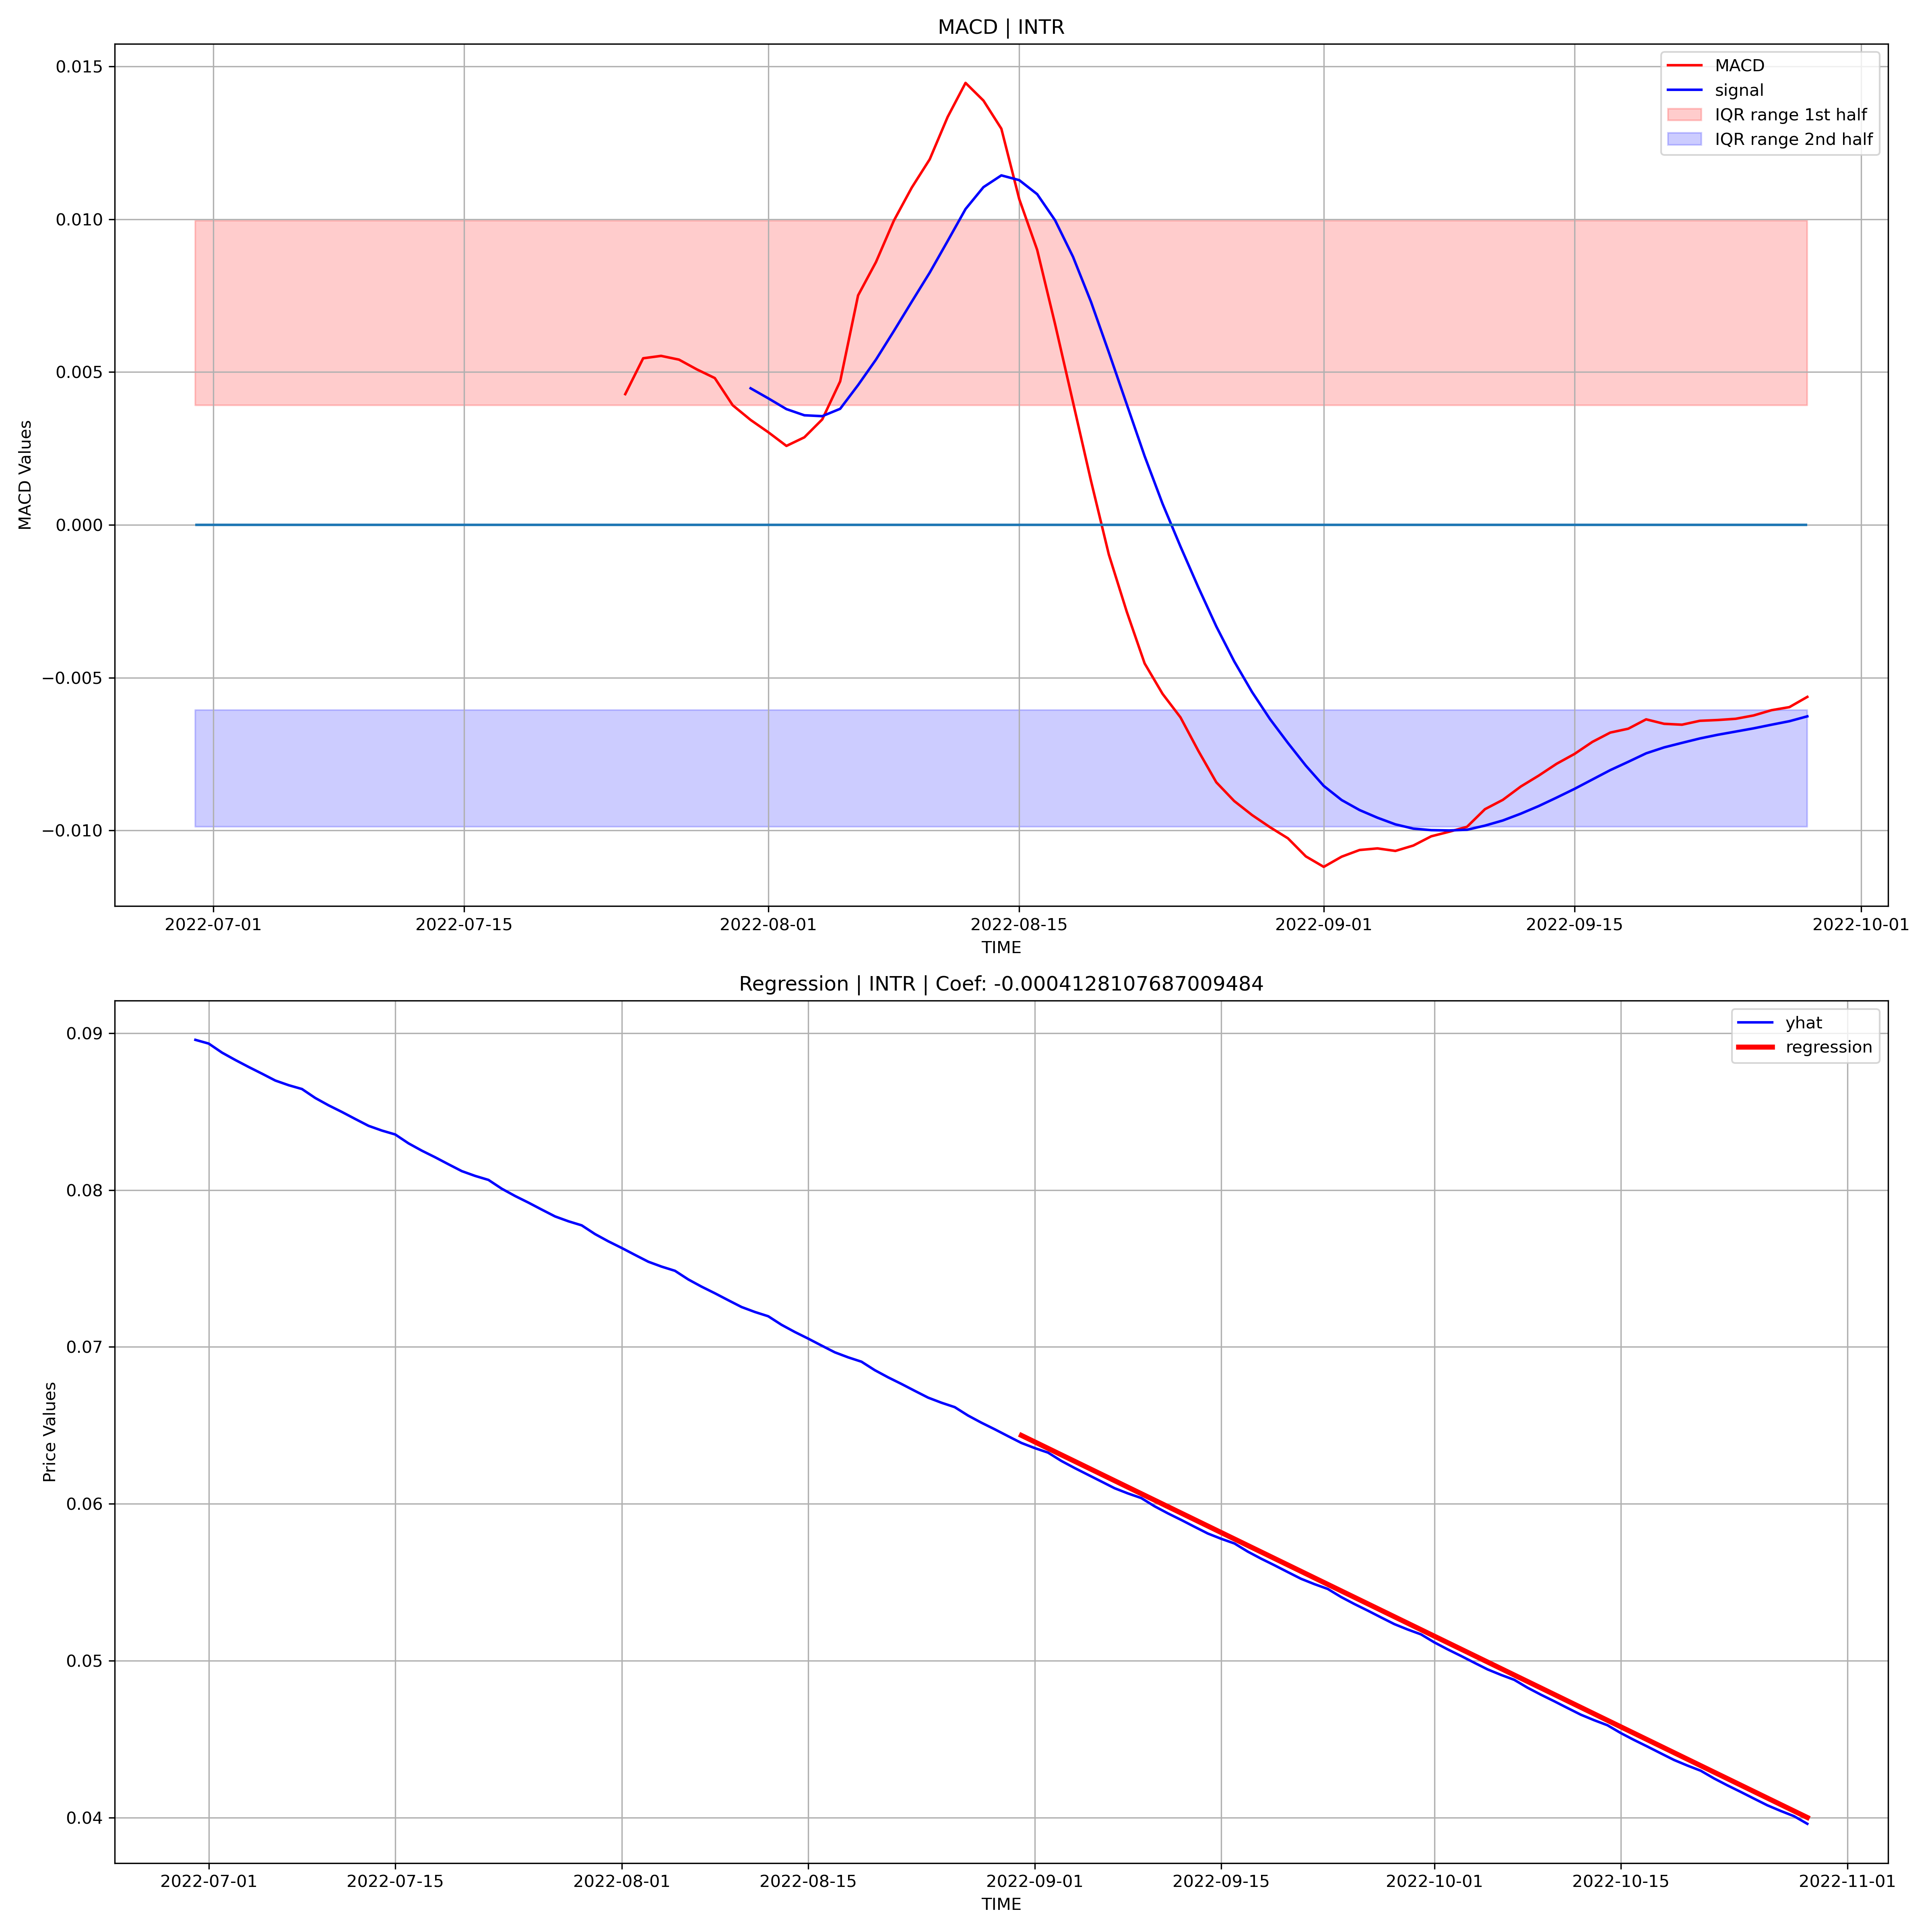 MACD | INTR
MACD
signal
IQR range 1st half
IQR range 2nd half
0.015
0.010
0.005
0.000
−0.005
−0.010
MACD Values
2022-07-01 2022-07-15 2022-08-01 2022-08-15 2022-09-01 2022-09-15 2022-10-01
TIME
Regression | INTR | Coef: -0.0004128107687009484
yhat
regression
0.09
0.08
0.07
0.06
0.05
0.04
Price Values
2022-07-01 2022-07-15 2022-08-01 2022-08-15 2022-09-01 2022-09-15 2022-10-01 2022-10-15 2022-11-01
TIME